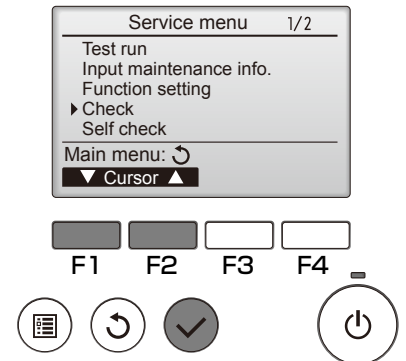 Service menu 1/2
Test run
Input maintenance info.
Function setting
Check
Self check
Main menu:
▼ Cursor ▲
F1 F2 F3 F4